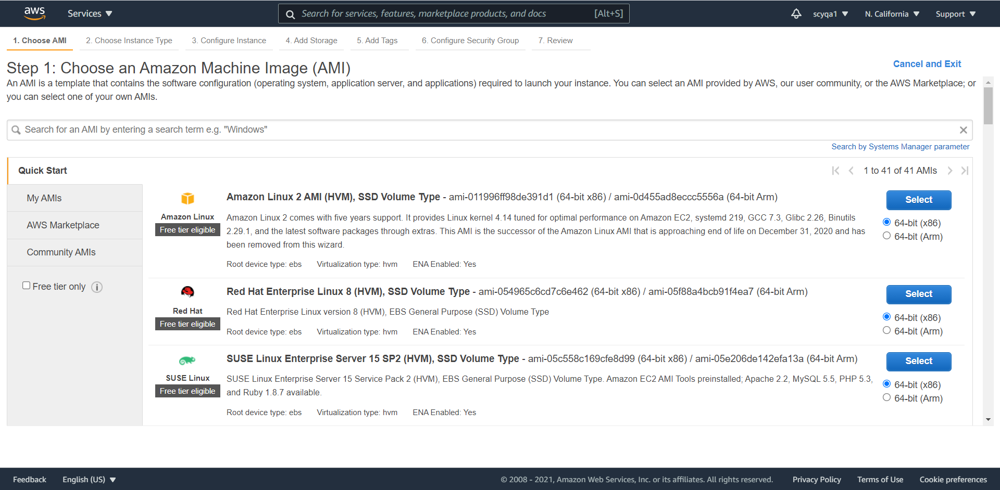 aws
Services
Search for services, features, marketplace products, and docs [Alt+S]
scyqa1
N. California
Support
1. Choose AMI
2. Choose Instance Type
3. Configure Instance
4. Add Storage
5. Add Tags
6. Configure Security Group
7. Review
Step 1: Choose an Amazon Machine Image (AMI)
Cancel and Exit
An AMI is a template that contains the software configuration (operating system, application server, and applications) required to launch your instance. You can select an AMI provided by AWS, our user community, or the AWS Marketplace; or
you can select one of your own AMIs.
Search for an AMI by entering a search term e.g. "Windows"
Search by Systems Manager parameter
Quick Start
1 to 41 of 41 AMIs
My AMIs
AWS Marketplace
Community AMIs
Free tier only
Amazon Linux
Free tier eligible
Amazon Linux 2 AMI (HVM), SSD Volume Type - ami-011996ff98de391d1 (64-bit x86) / ami-0d455ad8eccc5556a (64-bit Arm)
Amazon Linux 2 comes with five years support. It provides Linux kernel 4.14 tuned for optimal performance on Amazon EC2, systemd 219, GCC 7.3, Glibc 2.26, Binutils
2.29.1, and the latest software packages through extras. This AMI is the successor of the Amazon Linux AMI that is approaching end of life on December 31, 2020 and has
been removed from this wizard.
Root device type: ebs Virtualization type: hvm ENA Enabled: Yes
Select
64-bit (x86)
64-bit (Arm)
Red Hat
Free tier eligible
Red Hat Enterprise Linux 8 (HVM), SSD Volume Type - ami-054965c6cd7c6e462 (64-bit x86) / ami-05f88a4bcb91f4ea7 (64-bit Arm)
Red Hat Enterprise Linux version 8 (HVM), EBS General Purpose (SSD) Volume Type
Root device type: ebs Virtualization type: hvm ENA Enabled: Yes
Select
64-bit (x86)
64-bit (Arm)
SUSE Linux
Free tier eligible
SUSE Linux Enterprise Server 15 SP2 (HVM), SSD Volume Type - ami-05c558c169cfe8d99 (64-bit x86) / ami-05e206de142efa13a (64-bit Arm)
SUSE Linux Enterprise Server 15 Service Pack 2 (HVM), EBS General Purpose (SSD) Volume Type. Amazon EC2 AMI Tools preinstalled; Apache 2.2, MySQL 5.5, PHP 5.3,
and Ruby 1.8.7 available.
Root device type: ebs Virtualization type: hvm ENA Enabled: Yes
Select
64-bit (x86)
64-bit (Arm)
Feedback
English (US)
© 2008 - 2021, Amazon Web Services, Inc. or its affiliates. All rights reserved.
Privacy Policy
Terms of Use
Cookie preferences